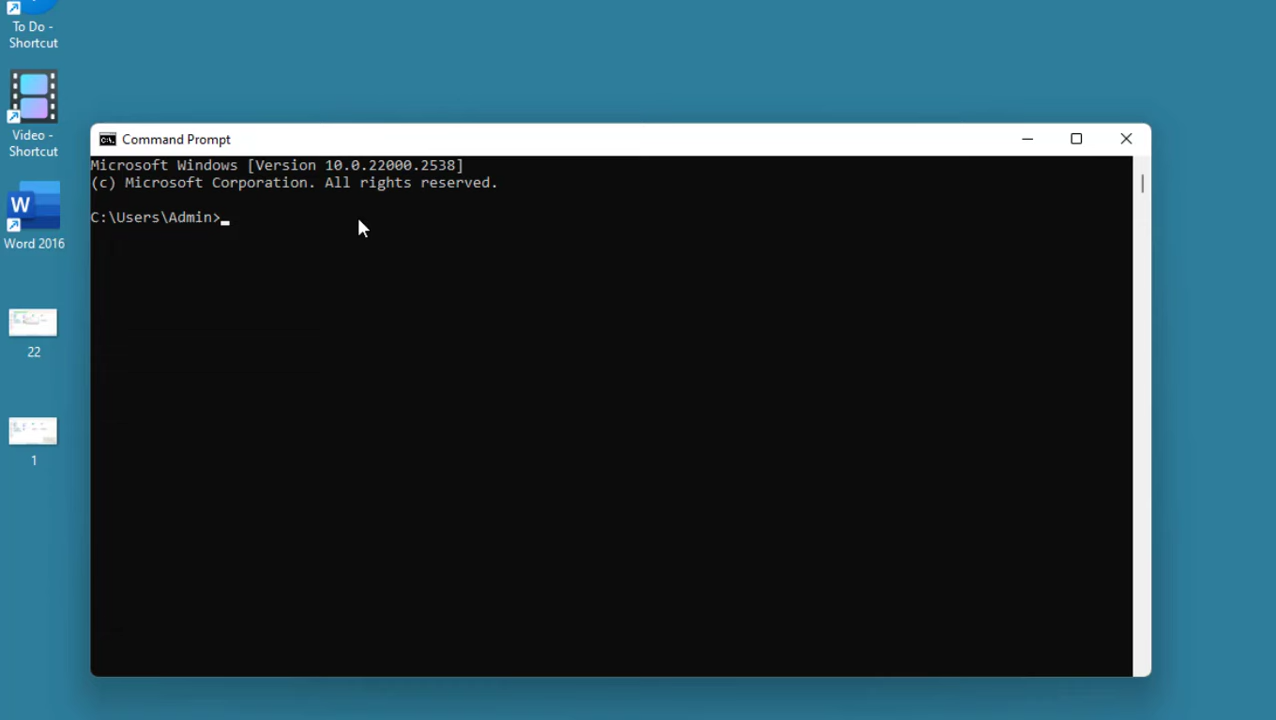 To Do -
Shortcut
Video -
Shortcut
W
Word 2016
22
1
C:\.
Command Prompt
Microsoft Windows [Version 10.0.22000.2538]
(c) Microsoft Corporation. All rights reserved.
C:\Users\Admin>